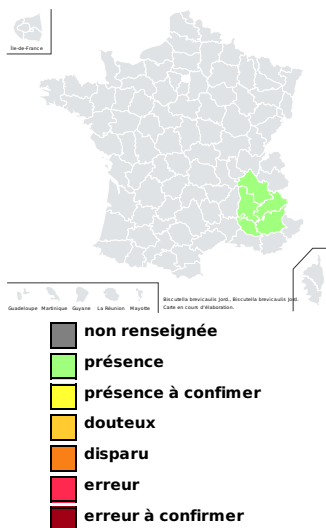 Île-de-France
Biscutella brevicaulis Jord., Biscutella brevicaulis Jord.
Carte en cours d'élaboration.
Guadeloupe Martinique Guyane La Réunion Mayotte
non renseignée
présence
présence à confimer
douteux
disparu
erreur
erreur à confirmer